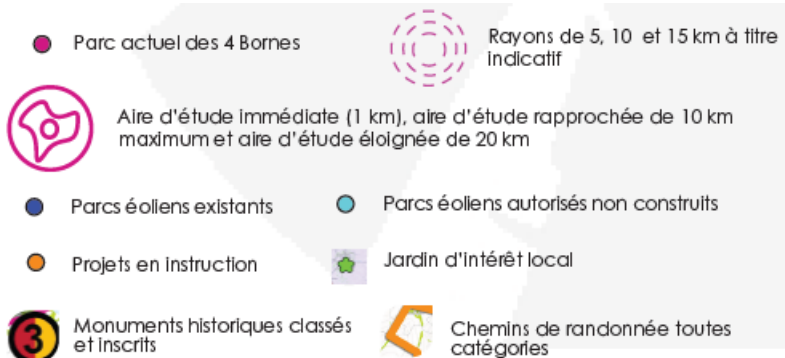 Parc actuel des 4 Bornes
Rayons de 5, 10 et 15 km à titre
indicatif
Aire d'étude immédiate (1 km), aire d'étude rapprochée de 10 km
maximum et aire d'étude éloignée de 20 km
Parcs éoliens existants
Parcs éoliens autorisés non construits
Projets en instruction
Jardin d'intérêt local
3
Monuments historiques classés
et inscrits
Chemins de randonnée toutes
catégories